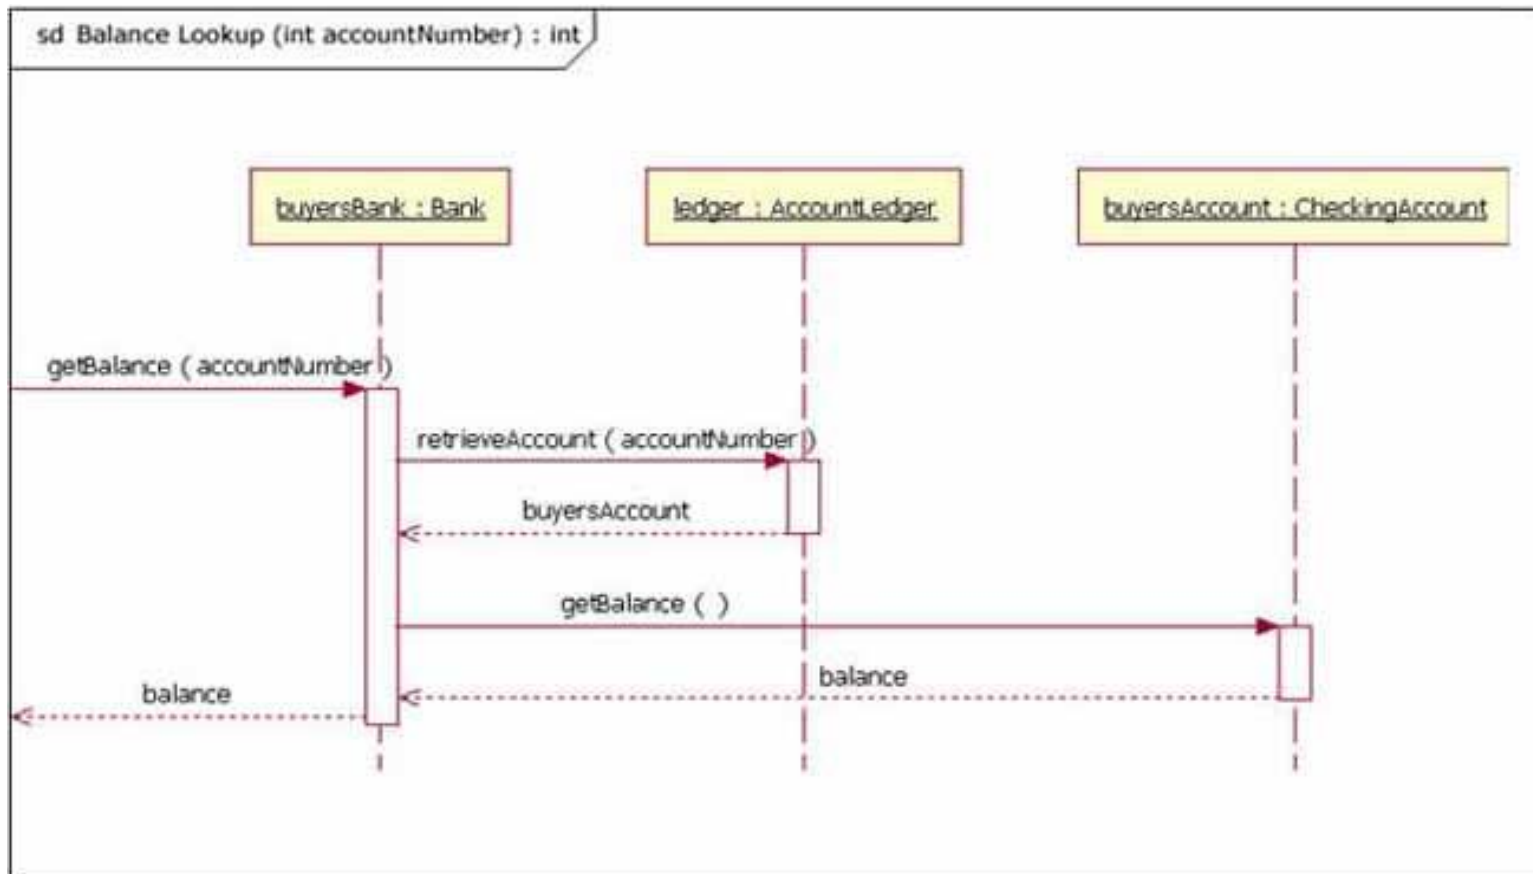 sd Balance Lookup (int accountNumber) : int
buyersBank : Bank
ledger : AccountLedger
buyersAccount : CheckingAccount
getBalance ( accountNumber )
retrieveAccount ( accountNumber )
buyersAccount
getBalance ( )
balance
balance